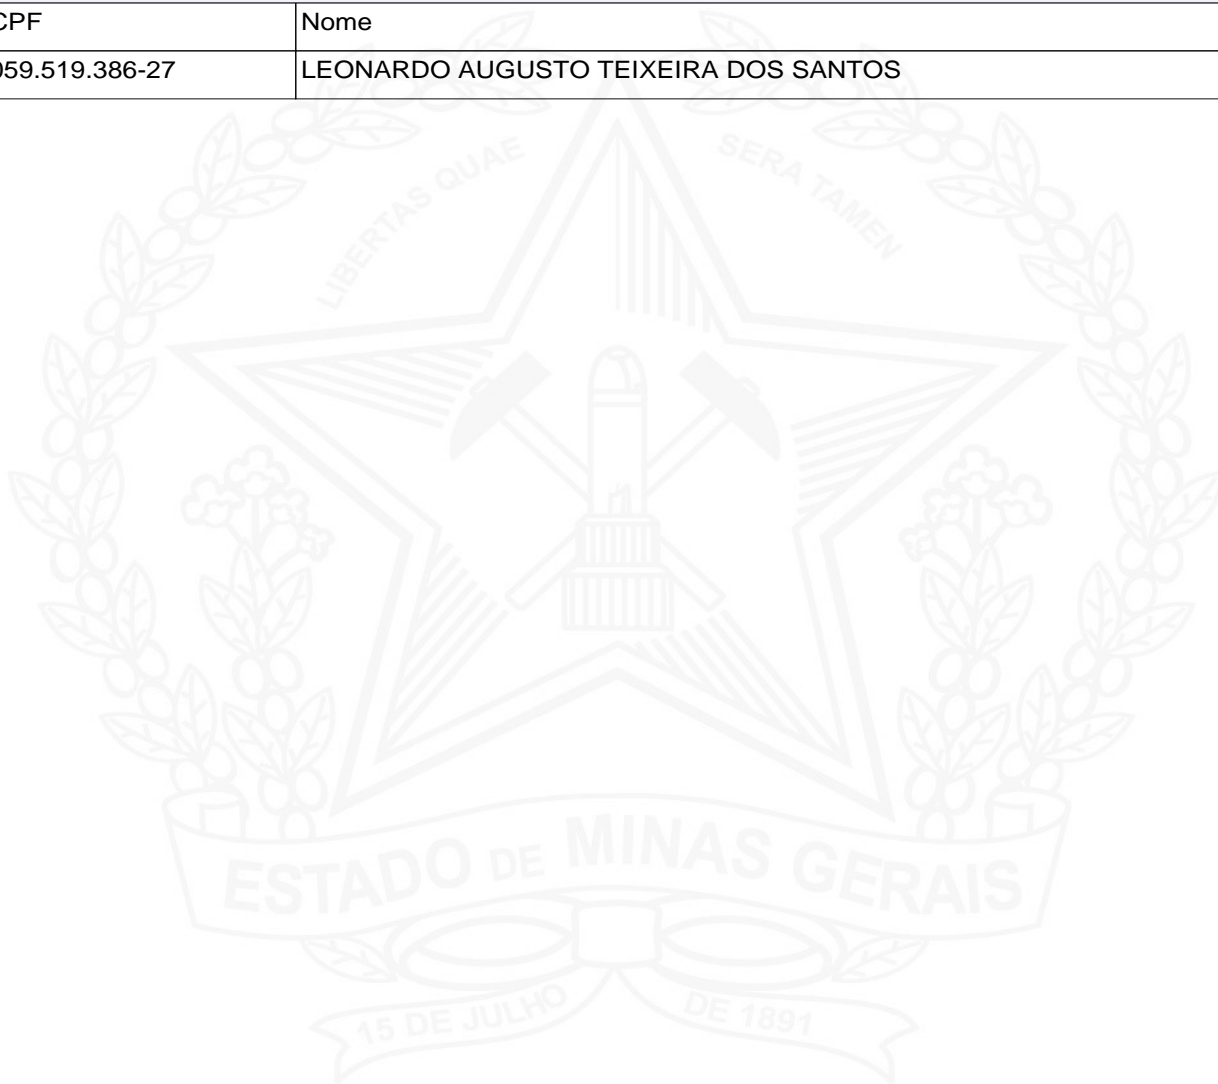 CPF Nome
059.519.386-27 LEONARDO AUGUSTO TEIXEIRA DOS SANTOS
LIBERTAS QUAE SERA TAMEN
ESTADO DE MINAS GERAIS
15 DE JULHO DE 1891